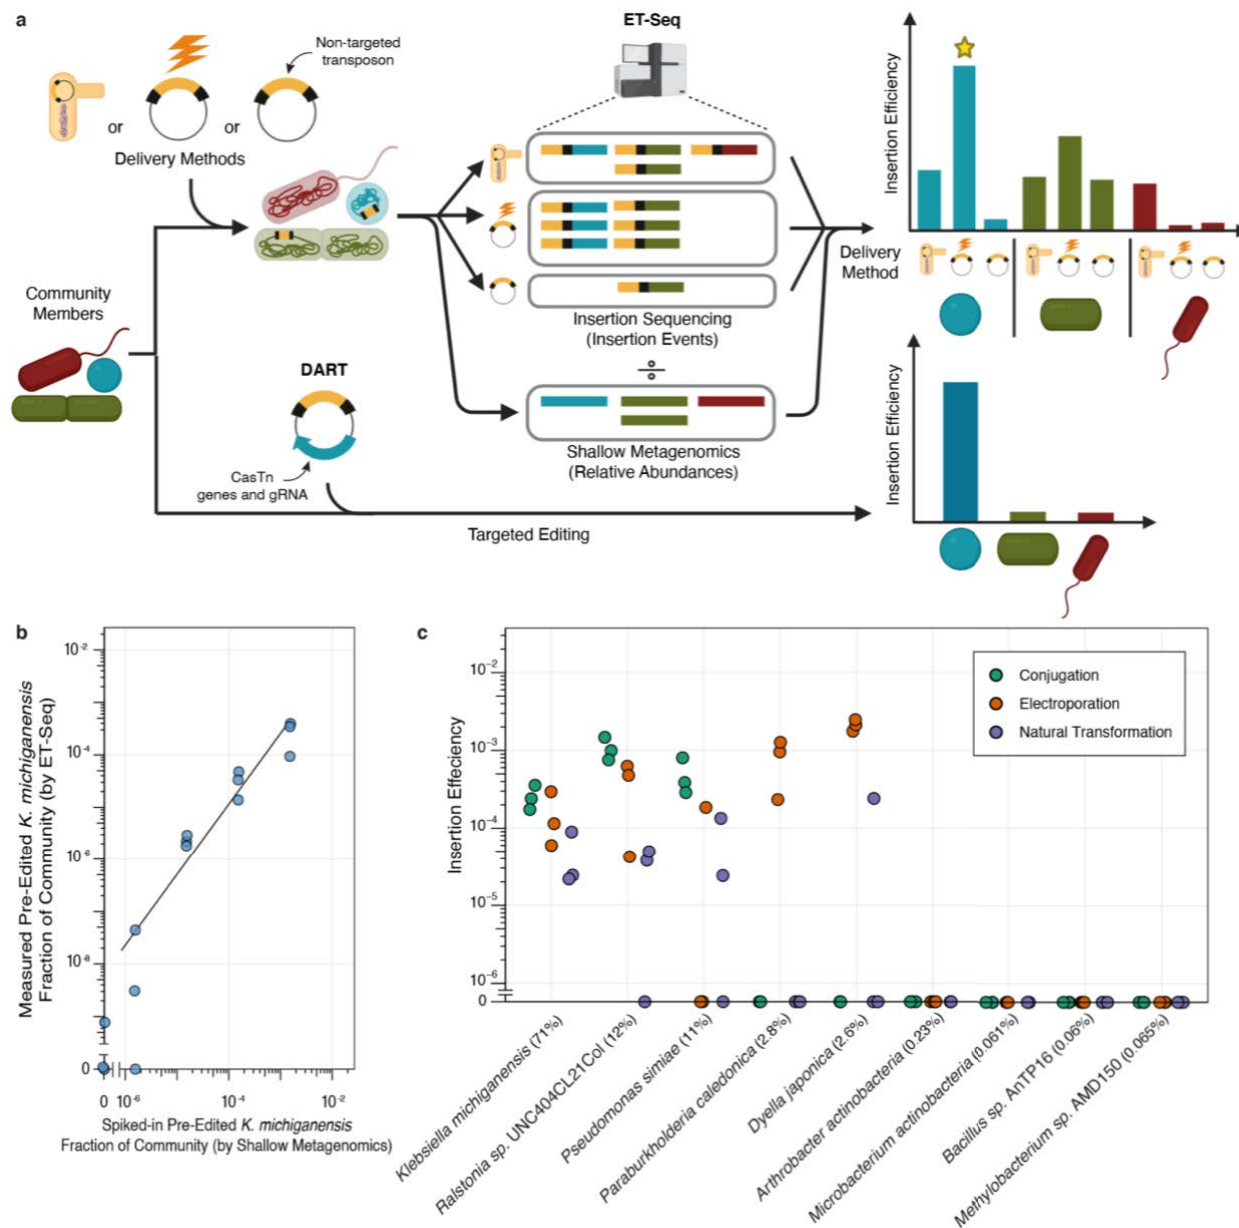 a
ET-Seq
Non-targeted
transposon
or
or
Delivery Methods
Insertion Efficiency
Delivery
Method
Community
Members
Insertion Sequencing
(Insertion Events)
÷
DART
Shallow Metagenomics
(Relative Abundances)
CasTn
genes and gRNA
Targeted Editing
Insertion Efficiency
b
Measured Pre-Edited K. michiganensis
Fraction of Community (by ET-Seq)
10⁻²
10⁻⁴
10⁻⁶
10⁻⁸
0
0 10⁻⁶ 10⁻⁴ 10⁻²
Spiked-in Pre-Edited K. michiganensis
Fraction of Community (by Shallow Metagenomics)
c
Insertion Effeciency
10⁻²
10⁻³
10⁻⁴
10⁻⁵
10⁻⁶
0
Conjugation
Electroporation
Natural Transformation
Klebsiella michiganensis (71%)
Ralstonia sp. UNC404CL21Col (12%)
Pseudomonas simiae (11%)
Paraburkholderia caledonica (2.8%)
Dyella japonica (2.6%)
Arthrobacter actinobacteria (0.23%)
Microbacterium actinobacteria (0.061%)
Bacillus sp. AnTP16 (0.06%)
Methylobacterium sp. AMD150 (0.065%)